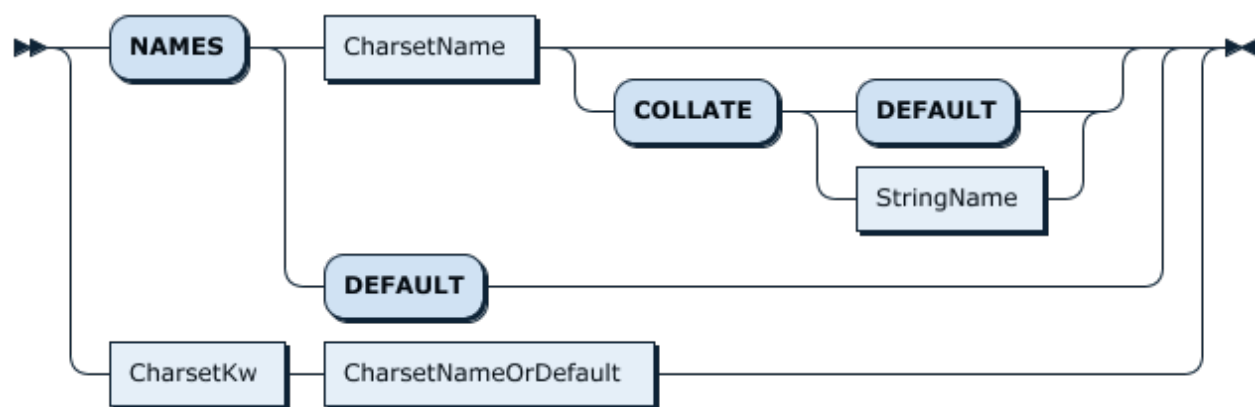 NAMES CharsetName
COLLATE DEFAULT
StringName
DEFAULT
CharsetKw CharsetNameOrDefault